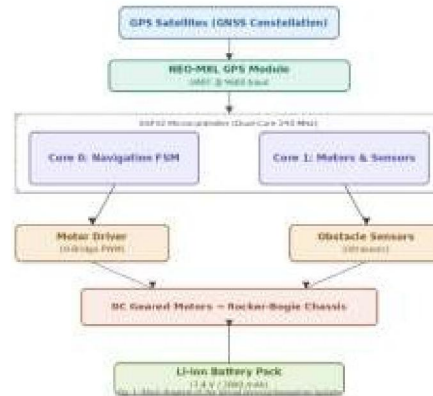 GPS Satellites (GNSS Constellation)
NEO-M8L GPS Module
(UART @ 9600 baud)
ESP32 Microcontroller (Dual-Core 240 MHz)
Core 0: Navigation FSM
Core 1: Motors & Sensors
Motor Driver
(H-Bridge PWM)
Obstacle Sensors
(Ultrasonic)
DC Geared Motors — Rocker-Bogie Chassis
Li-Ion Battery Pack
(7.4 V / 2000 mAh)